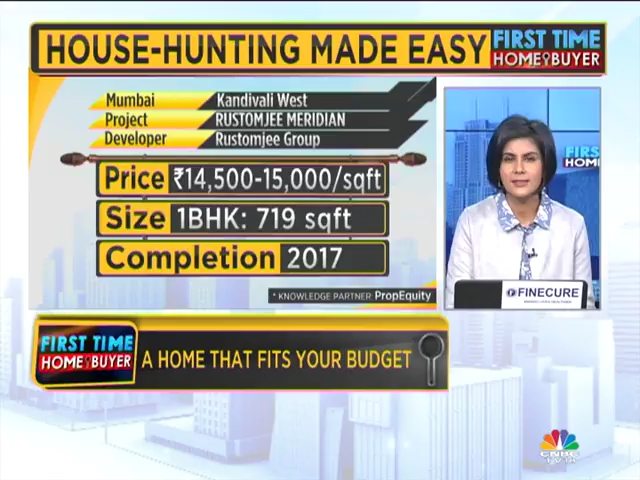 HOUSE-HUNTING MADE EASY
FIRST TIME
HOME BUYER
Mumbai Kandivali West
Project RUSTOMJEE MERIDIAN
Developer Rustomjee Group
Price ₹14,500-15,000/sqft
Size 1BHK: 719 sqft
Completion 2017
* KNOWLEDGE PARTNER: PropEquity
FIRST
HOME
FINECURE
FIRST TIME
HOME BUYER
A HOME THAT FITS YOUR BUDGET
CNBC
TV18